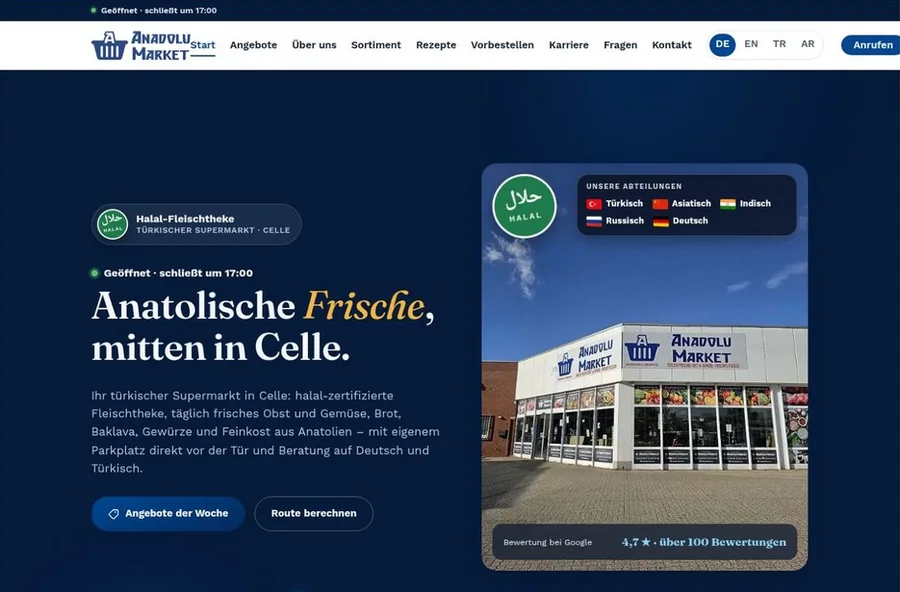 Geöffnet · schließt um 17:00
ANADOLU
MARKET
Start Angebote Über uns Sortiment Rezepte Vorbestellen Karriere Fragen Kontakt DE EN TR AR Anrufen
حلال
HALAL
Halal-Fleischtheke
TÜRKISCHER SUPERMARKT · CELLE
Geöffnet · schließt um 17:00
Anatolische Frische,
mitten in Celle.
Ihr türkischer Supermarkt in Celle: halal-zertifizierte
Fleischtheke, täglich frisches Obst und Gemüse, Brot,
Baklava, Gewürze und Feinkost aus Anatolien – mit eigenem
Parkplatz direkt vor der Tür und Beratung auf Deutsch und
Türkisch.
Angebote der Woche
Route berechnen
حلال
HALAL
UNSERE ABTEILUNGEN
Türkisch Asiatisch Indisch
Russisch Deutsch
ANADOLU
MARKET
ANADOLU
MARKET
Bewertung bei Google
4,7 ★ · über 100 Bewertungen